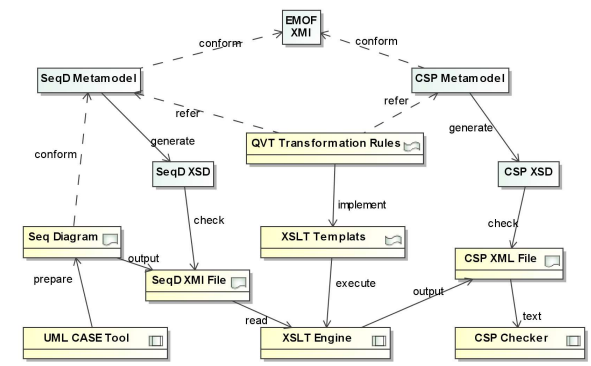 EMOF
XMI
conform
conform
SeqD Metamodel
CSP Metamodel
refer
refer
generate
QVT Transformation Rules
generate
conform
SeqD XSD
CSP XSD
implement
check
check
Seq Diagram
XSLT Templats
output
CSP XML File
prepare
SeqD XMI File
execute
output
read
text
UML CASE Tool
XSLT Engine
CSP Checker